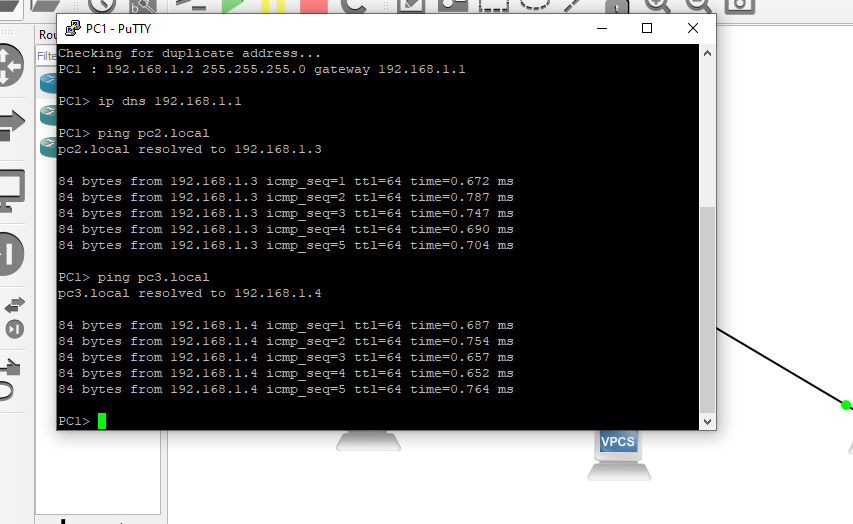 PC1 - PuTTY
Rou
Filte
Checking for duplicate address...
PC1 : 192.168.1.2 255.255.255.0 gateway 192.168.1.1
PC1> ip dns 192.168.1.1
PC1> ping pc2.local
pc2.local resolved to 192.168.1.3
84 bytes from 192.168.1.3 icmp_seq=1 ttl=64 time=0.672 ms
84 bytes from 192.168.1.3 icmp_seq=2 ttl=64 time=0.787 ms
84 bytes from 192.168.1.3 icmp_seq=3 ttl=64 time=0.747 ms
84 bytes from 192.168.1.3 icmp_seq=4 ttl=64 time=0.690 ms
84 bytes from 192.168.1.3 icmp_seq=5 ttl=64 time=0.704 ms
PC1> ping pc3.local
pc3.local resolved to 192.168.1.4
84 bytes from 192.168.1.4 icmp_seq=1 ttl=64 time=0.687 ms
84 bytes from 192.168.1.4 icmp_seq=2 ttl=64 time=0.754 ms
84 bytes from 192.168.1.4 icmp_seq=3 ttl=64 time=0.657 ms
84 bytes from 192.168.1.4 icmp_seq=4 ttl=64 time=0.652 ms
84 bytes from 192.168.1.4 icmp_seq=5 ttl=64 time=0.764 ms
PC1>
VPCS